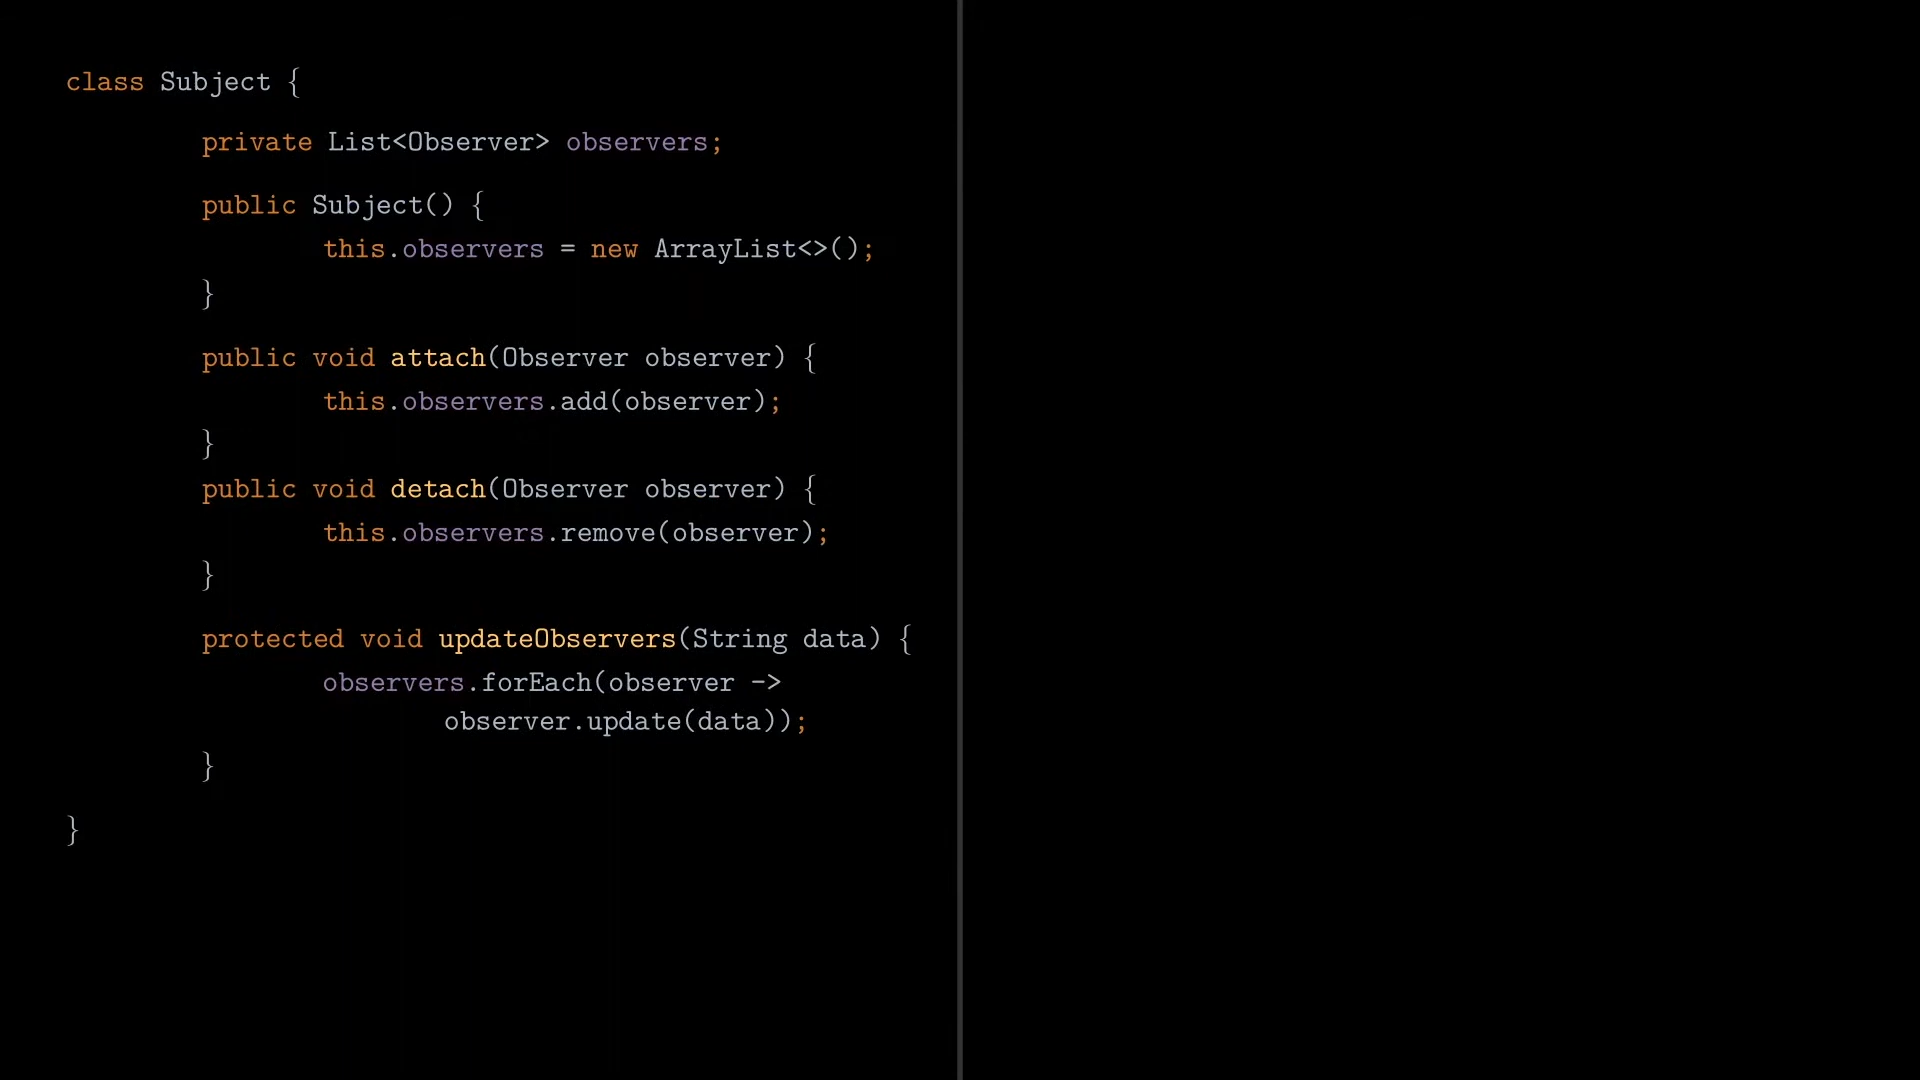 class Subject {
private List<Observer> observers;
public Subject() {
this.observers = new ArrayList<>();
}
public void attach(Observer observer) {
this.observers.add(observer);
}
public void detach(Observer observer) {
this.observers.remove(observer);
}
protected void updateObservers(String data) {
observers.forEach(observer ->
observer.update(data));
}
}